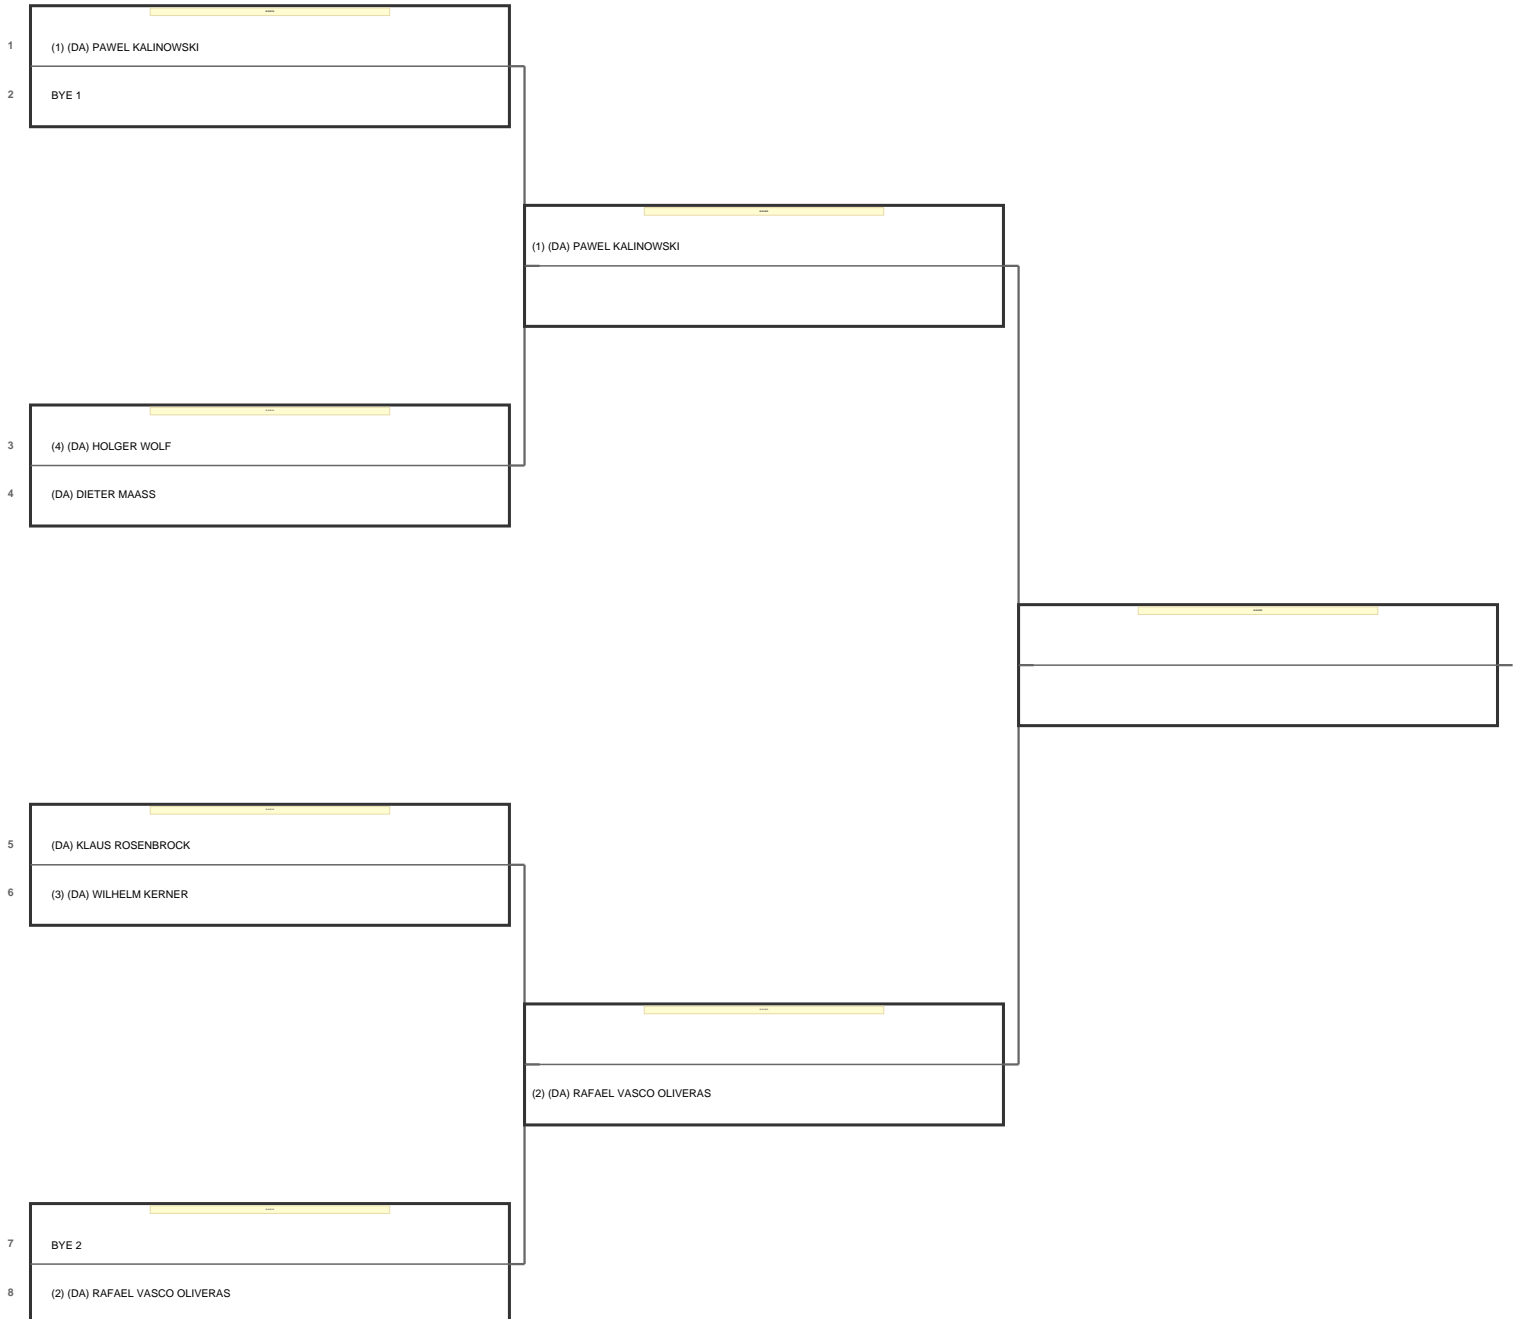 1 (1) (DA) PAWEL KALINOWSKI
2 BYE 1
(1) (DA) PAWEL KALINOWSKI
3 (4) (DA) HOLGER WOLF
4 (DA) DIETER MAASS
5 (DA) KLAUS ROSENBROCK
6 (3) (DA) WILHELM KERNER
(2) (DA) RAFAEL VASCO OLIVERAS
7 BYE 2
8 (2) (DA) RAFAEL VASCO OLIVERAS